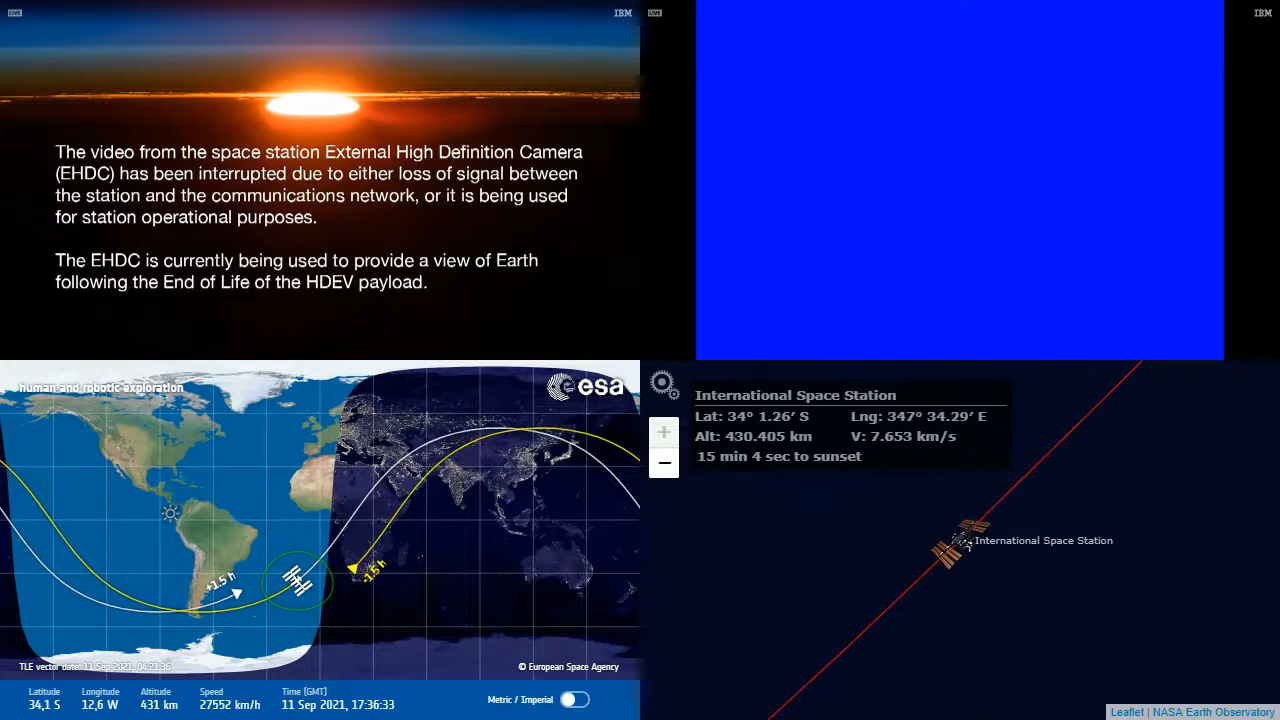 LIVE
IBM
The video from the space station External High Definition Camera
(EHDC) has been interrupted due to either loss of signal between
the station and the communications network, or it is being used
for station operational purposes.
The EHDC is currently being used to provide a view of Earth
following the End of Life of the HDEV payload.
LIVE
IBM
human and robotic exploration
esa
+1.5 h
-1.5 h
TLE vector date: 11 Sep 2021, 04:21:36
© European Space Agency
Latitude Longitude Altitude Speed Time (GMT)
34,1 S 12,6 W 431 km 27552 km/h 11 Sep 2021, 17:36:33
Metric / Imperial
+
−
International Space Station
Lat: 34° 1.26′ S Lng: 347° 34.29′ E
Alt: 430.405 km V: 7.653 km/s
15 min 4 sec to sunset
International Space Station
Leaflet | NASA Earth Observatory